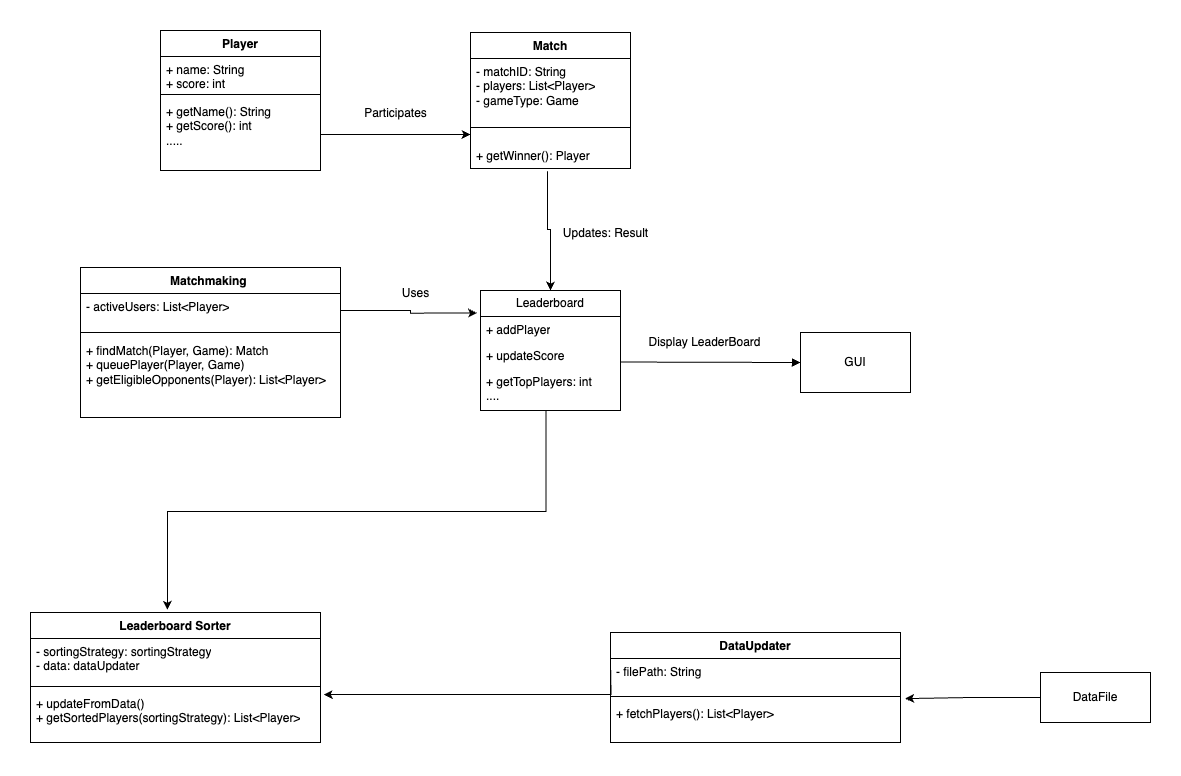 Player
+ name: String
+ score: int
+ getName(): String
+ getScore(): int
.....
Participates
Match
- matchID: String
- players: List<Player>
- gameType: Game
+ getWinner(): Player
Updates: Result
Matchmaking
- activeUsers: List<Player>
+ findMatch(Player, Game): Match
+ queuePlayer(Player, Game)
+ getEligibleOpponents(Player): List<Player>
Uses
Leaderboard
+ addPlayer
+ updateScore
+ getTopPlayers: int
....
Display LeaderBoard
GUI
Leaderboard Sorter
- sortingStrategy: sortingStrategy
- data: dataUpdater
+ updateFromData()
+ getSortedPlayers(sortingStrategy): List<Player>
DataUpdater
- filePath: String
+ fetchPlayers(): List<Player>
DataFile